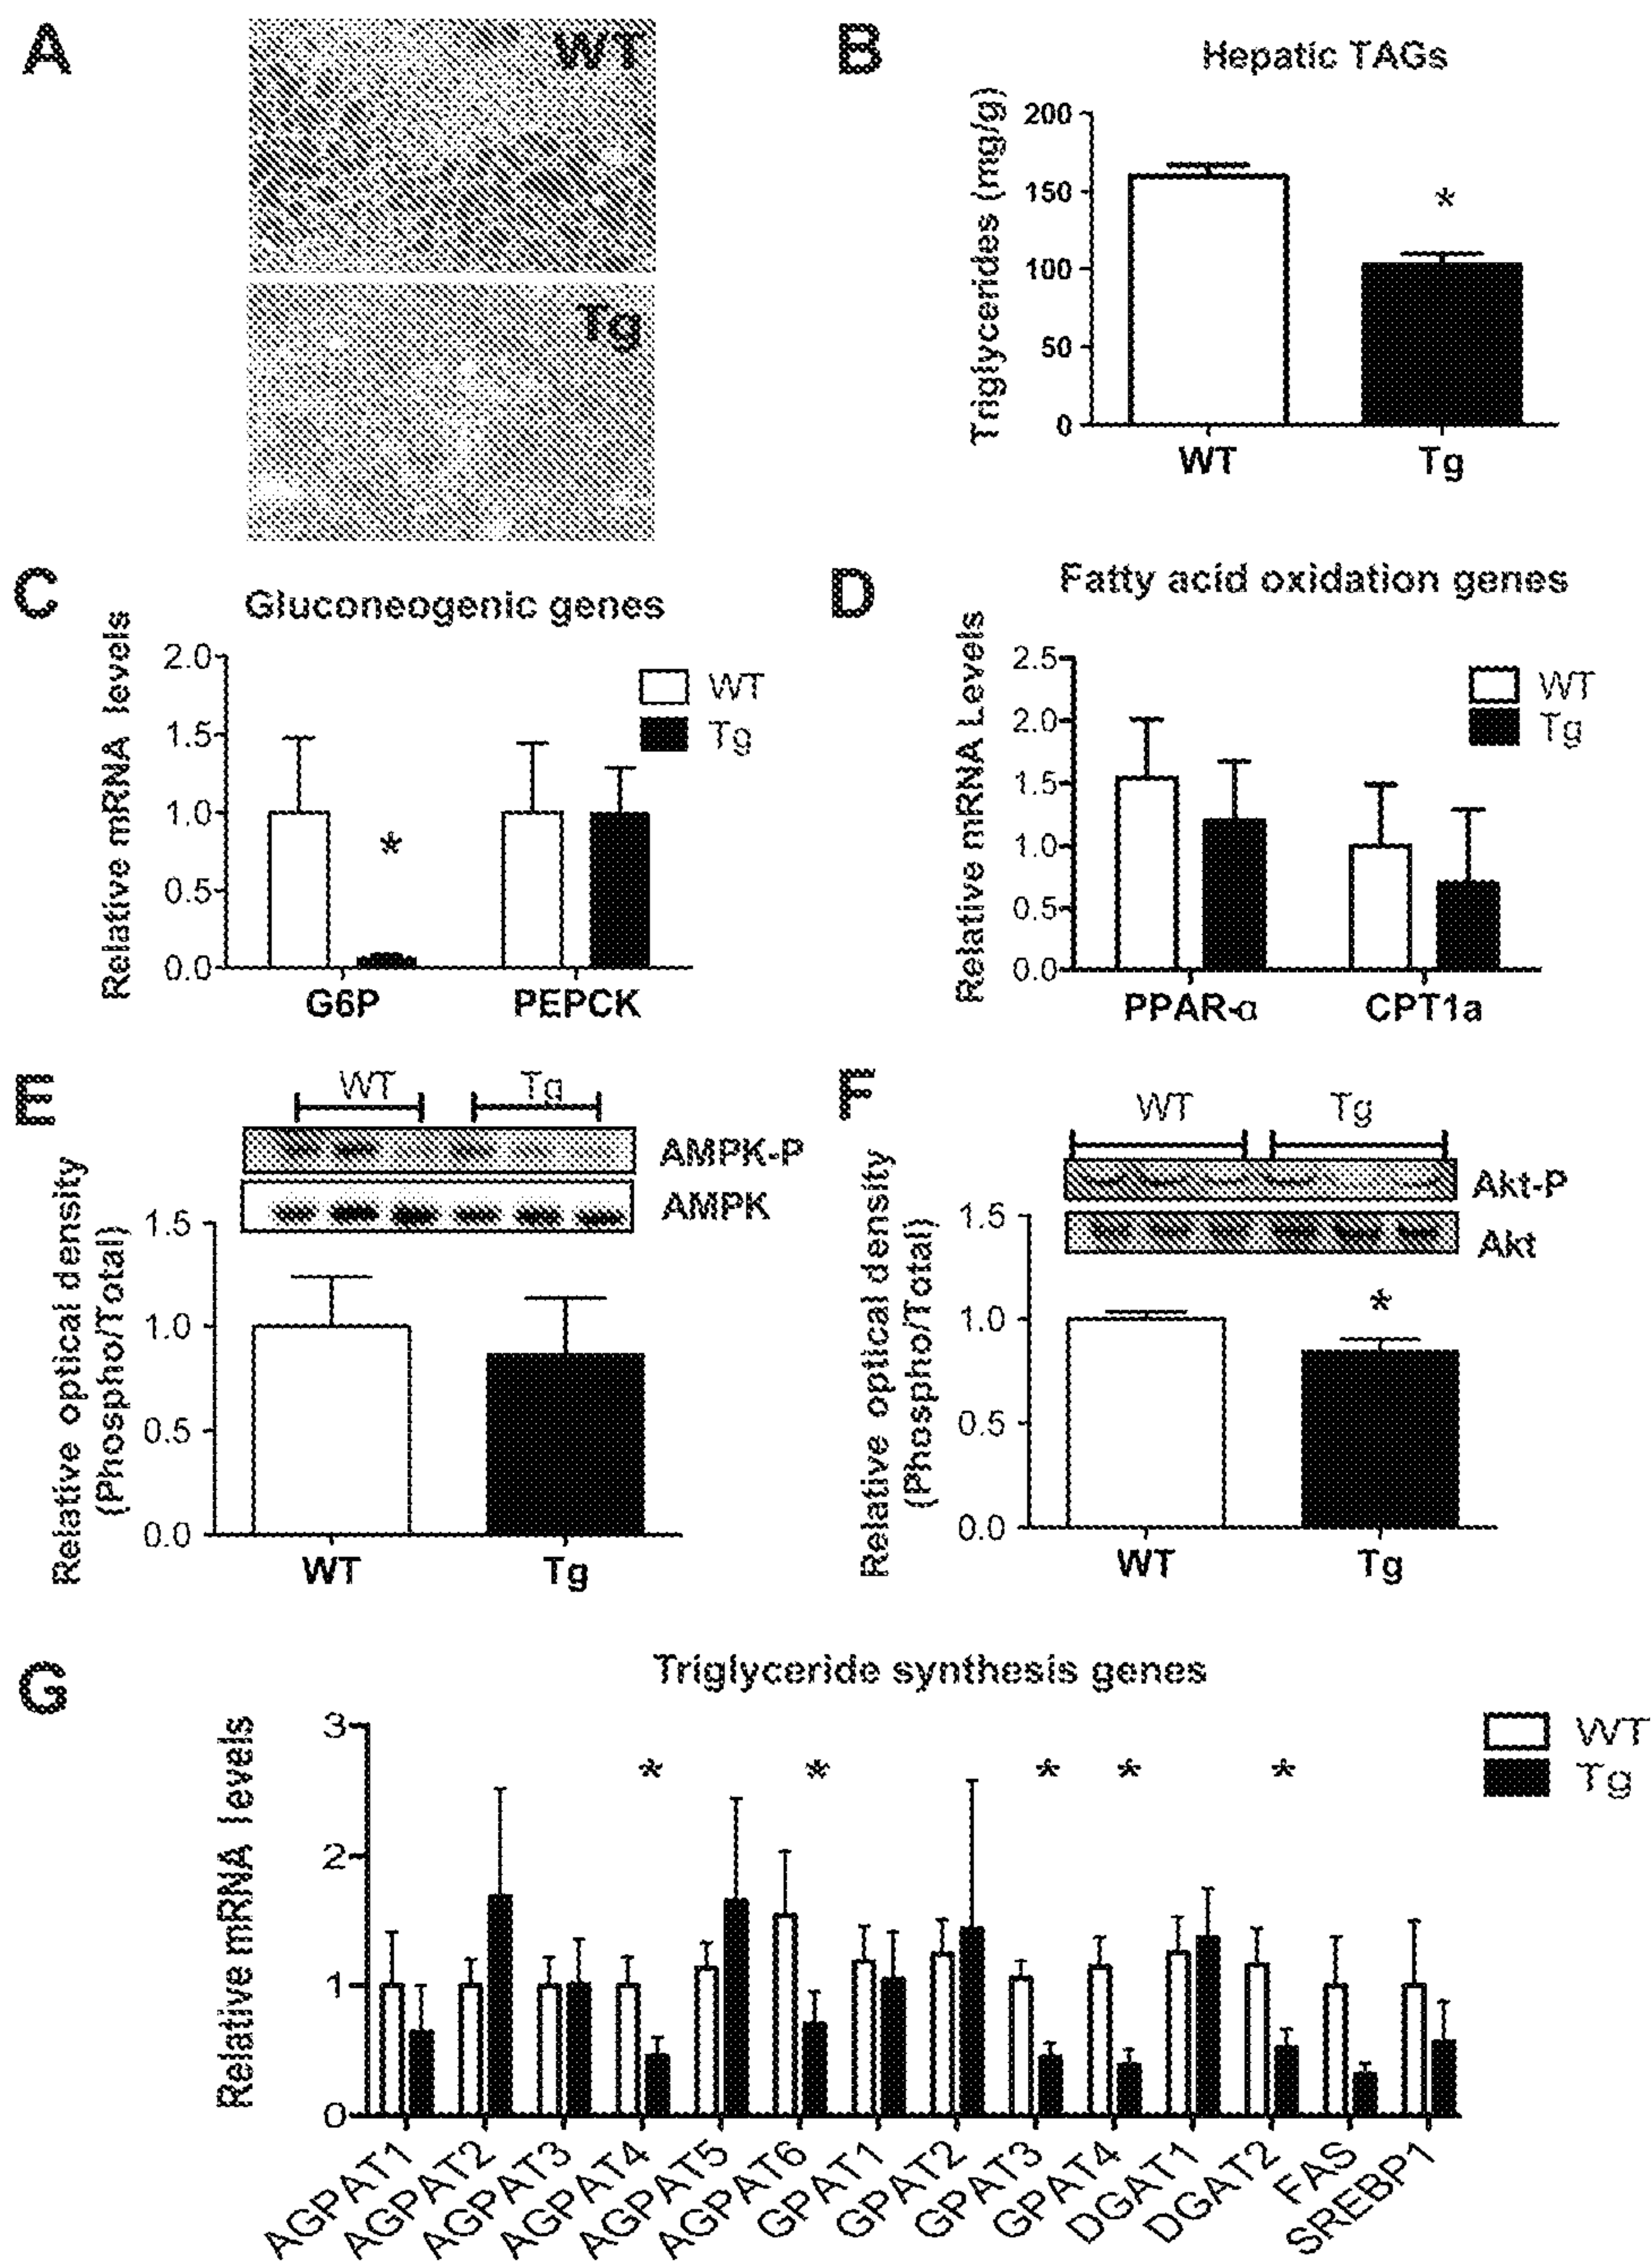 A
WT
Tg
B
Hepatic TAGs
Triglycerides (mg/g)
200
150
100
50
0
*
WT
Tg
C
Gluconeogenic genes
Relative mRNA levels
2.0
1.5
1.0
0.5
0.0
WT
Tg
*
G6P
PEPCK
D
Fatty acid oxidation genes
Relative mRNA Levels
2.5
2.0
1.5
1.0
0.5
0.0
WT
Tg
PPAR-α
CPT1a
E
WT
Tg
AMPK-P
AMPK
Relative optical density
(Phospho/Total)
1.5
1.0
0.5
0.0
WT
Tg
F
WT
Tg
Akt-P
Akt
Relative optical density
(Phospho/Total)
1.5
1.0
0.5
0.0
*
WT
Tg
G
Triglyceride synthesis genes
Relative mRNA levels
3
2
1
0
* * * * *
WT
Tg
AGPAT1
AGPAT2
AGPAT3
AGPAT4
AGPAT5
AGPAT6
GPAT1
GPAT2
GPAT3
GPAT4
DGAT1
DGAT2
FAS
SREBP1